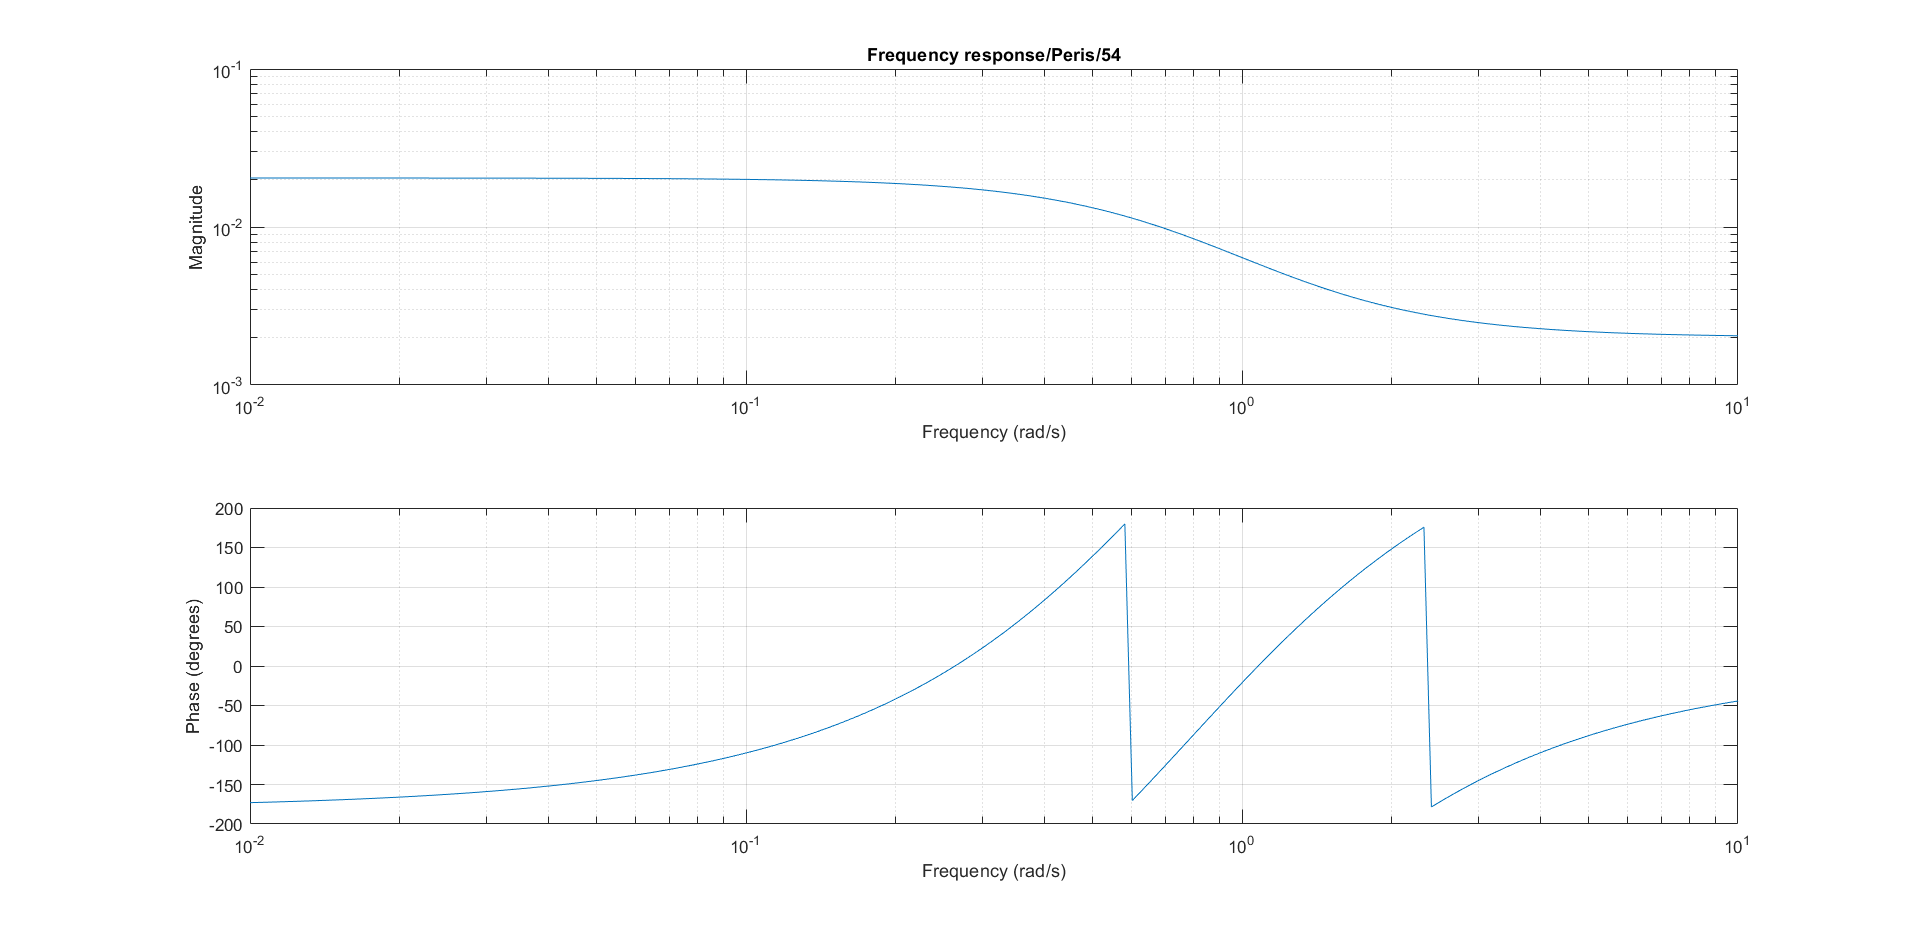 Frequency response/Peris/54
10^-1
10^-2
10^-3
Magnitude
10^-2 10^-1 10^0 10^1
Frequency (rad/s)
200
150
100
50
0
-50
-100
-150
-200
Phase (degrees)
10^-2 10^-1 10^0 10^1
Frequency (rad/s)